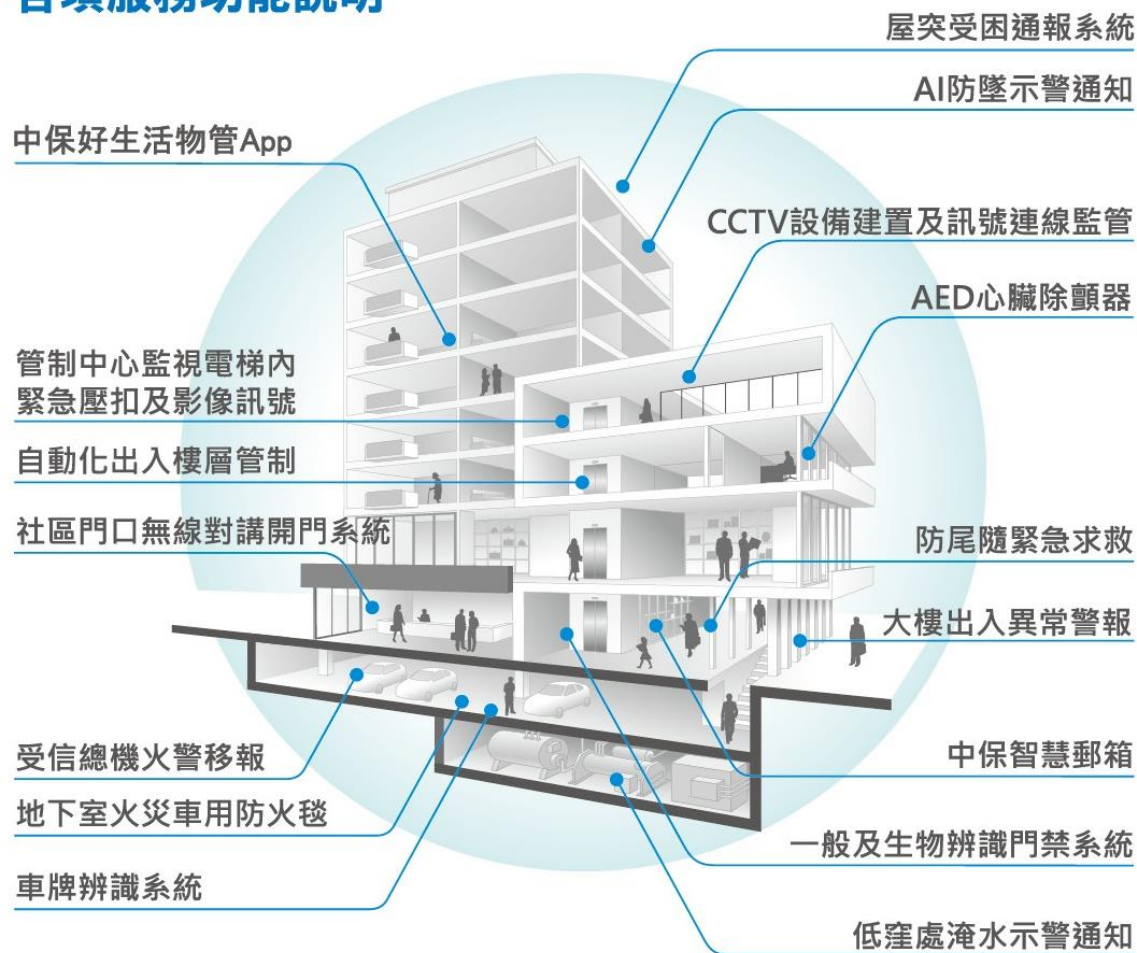 各項服務功能說明
屋突受困通報系統
AI防墜示警通知
中保好生活物管App
CCTV設備建置及訊號連線監管
AED心臟除顫器
管制中心監視電梯內
緊急壓扣及影像訊號
自動化出入樓層管制
社區門口無線對講開門系統
防尾隨緊急求救
大樓出入異常警報
受信總機火警移報
中保智慧郵箱
地下室火災車用防火毯
一般及生物辨識門禁系統
車牌辨識系統
低窪處淹水示警通知